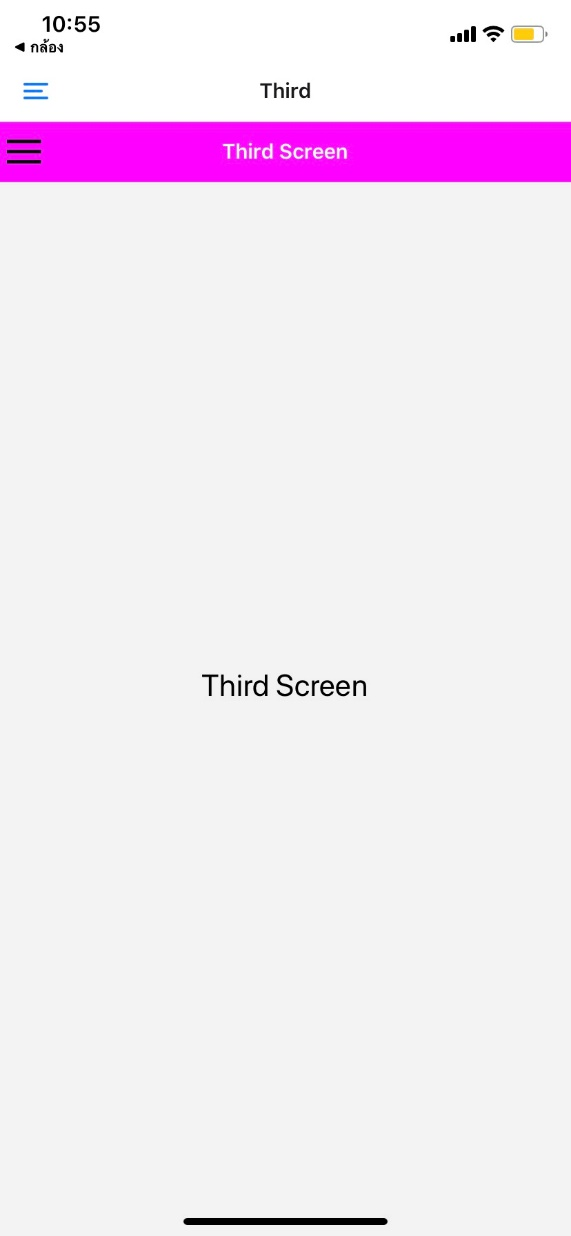 10:55
◀ กล้อง
Third
Third Screen
Third Screen